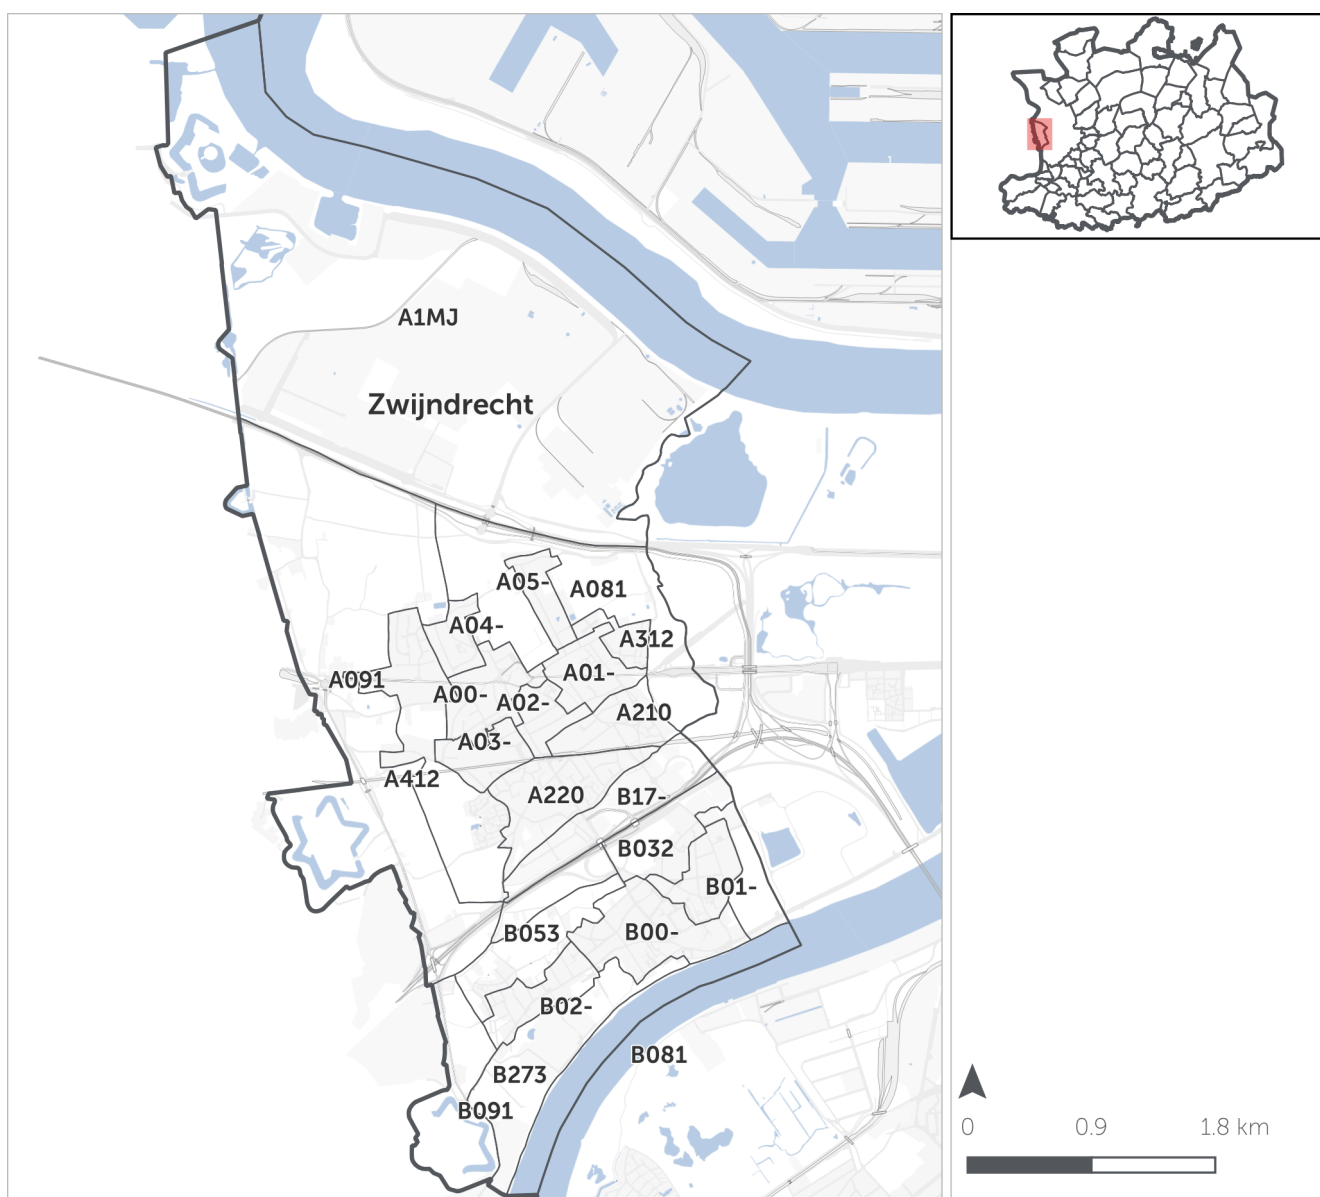 1
A1MJ
Zwijndrecht
A05-
A081
A04-
A312
A091
A00-
A01-
A02-
A210
A03-
A412
A220
B17-
B032
B01-
B053
B00-
B02-
B081
B273
B091
0 0.9 1.8 km